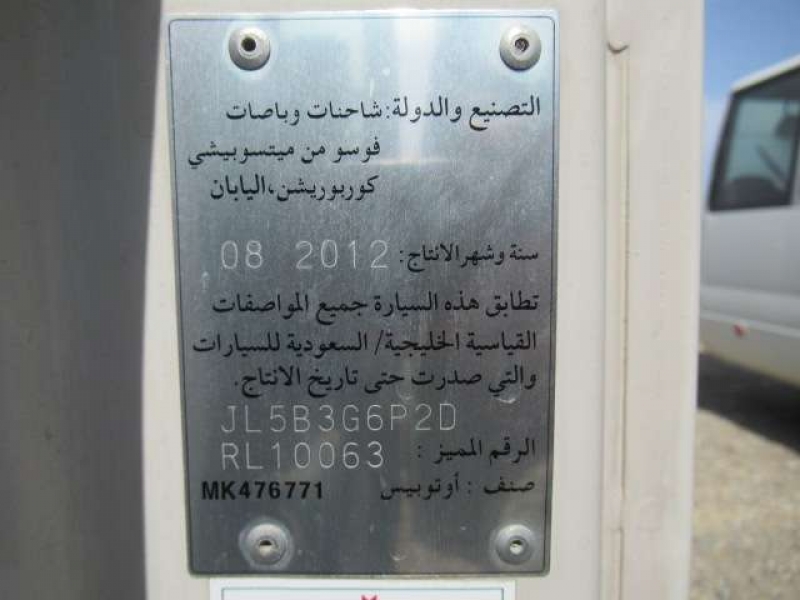 التصنيع والدولة: شاحنات وباصات
فوسو من ميتسوبيشي
كوربوريشن، اليابان
سنة وشهر الانتاج: 08 2012
تطابق هذه السيارة جميع المواصفات
القياسية الخليجية/ السعودية للسيارات
والتي صدرت حتى تاريخ الانتاج.
JL5B3G6P2D
الرقم المميز : RL10063
صنف : أوتوبيس MK476771